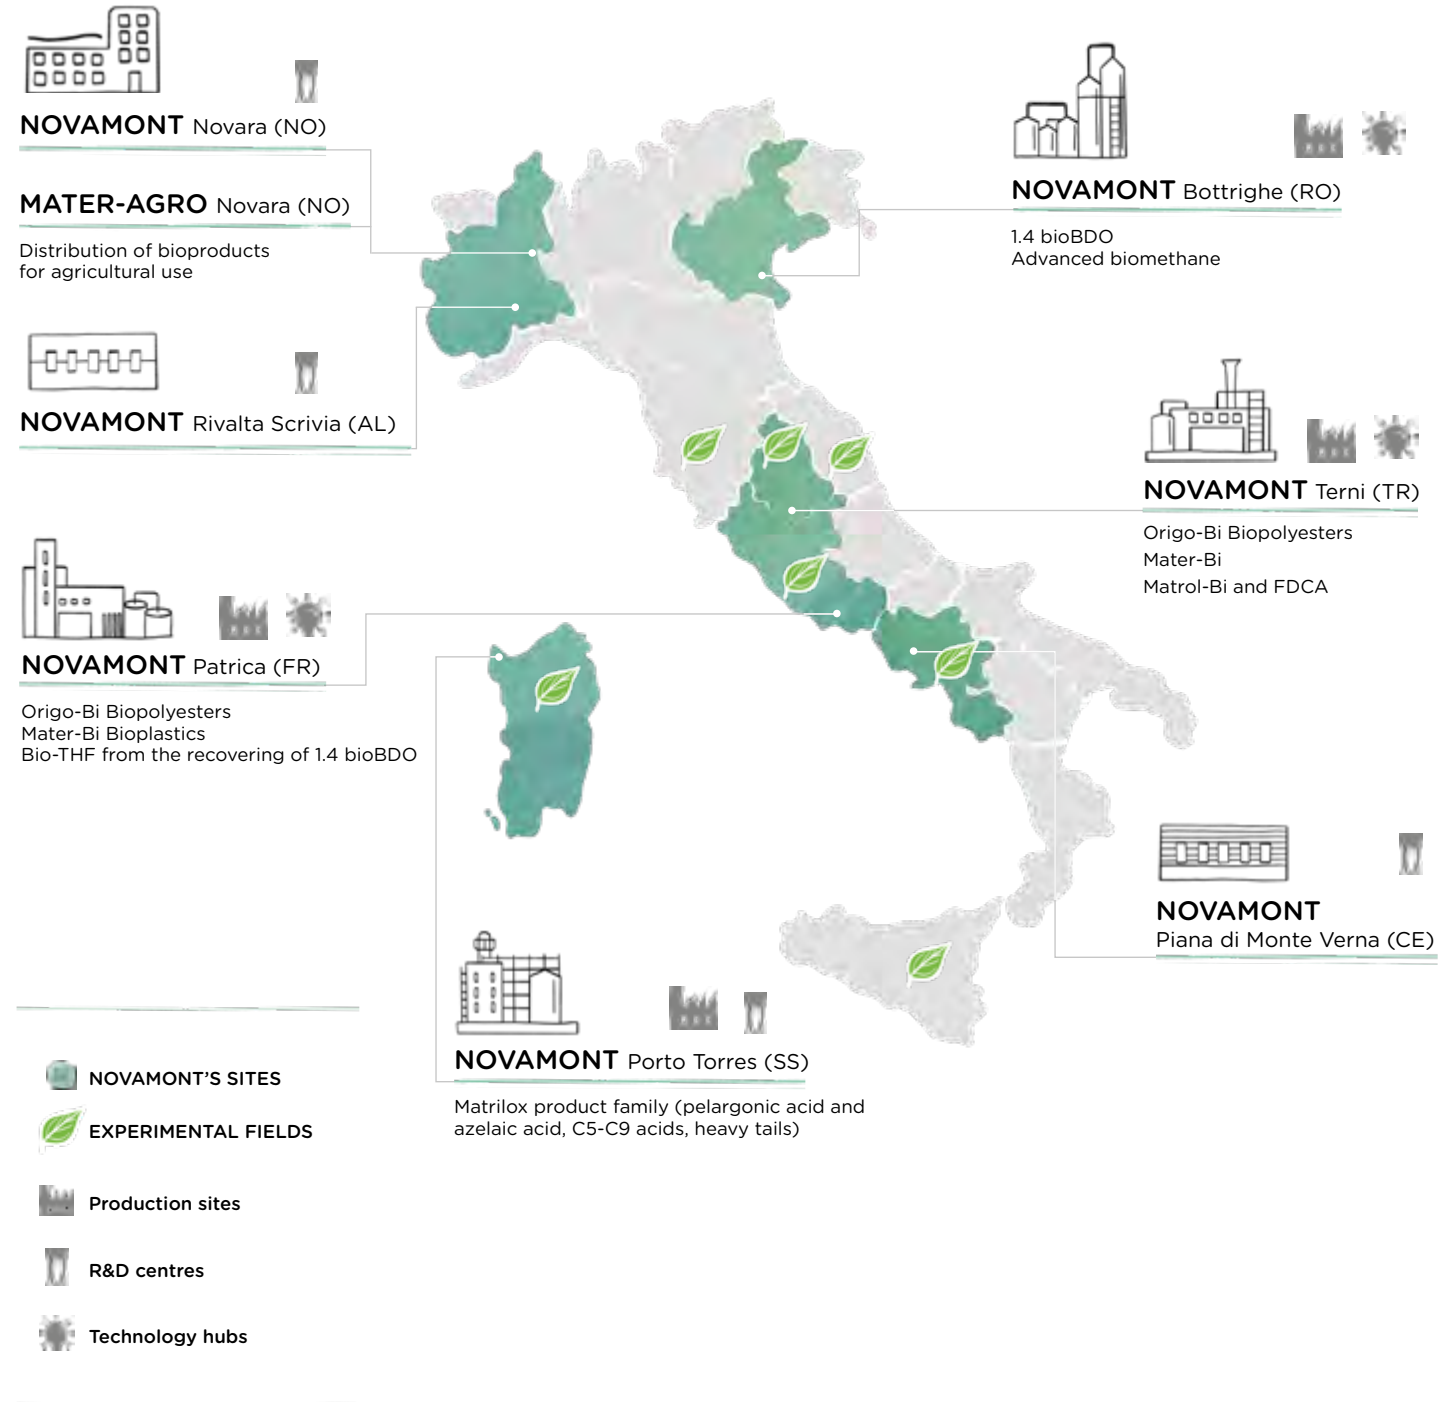 NOVAMONT Novara (NO)
MATER-AGRO Novara (NO)
Distribution of bioproducts
for agricultural use
NOVAMONT Rivalta Scrivia (AL)
NOVAMONT Patrica (FR)
Origo-Bi Biopolyesters
Mater-Bi Bioplastics
Bio-THF from the recovering of 1.4 bioBDO
NOVAMONT Bottrighe (RO)
1.4 bioBDO
Advanced biomethane
NOVAMONT Terni (TR)
Origo-Bi Biopolyesters
Mater-Bi
Matrol-Bi and FDCA
NOVAMONT
Piana di Monte Verna (CE)
NOVAMONT Porto Torres (SS)
Matrilox product family (pelargonic acid and
azelaic acid, C5-C9 acids, heavy tails)
NOVAMONT'S SITES
EXPERIMENTAL FIELDS
Production sites
R&D centres
Technology hubs